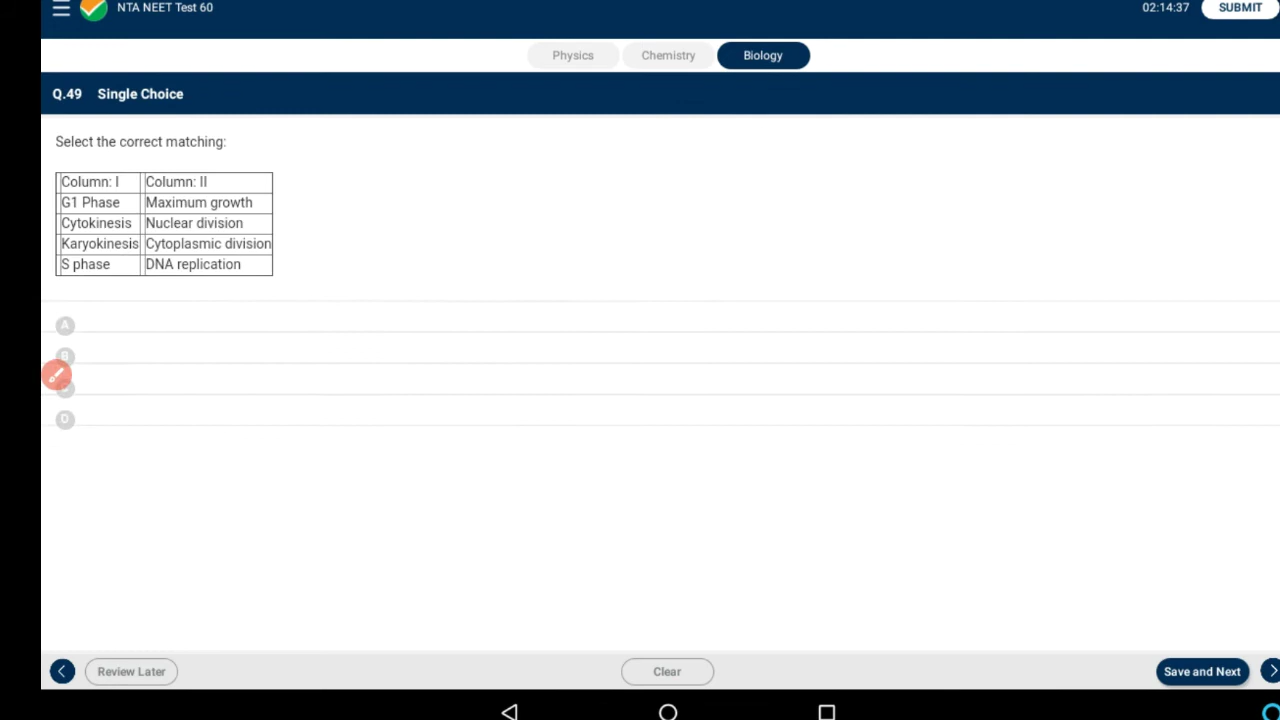 NTA NEET Test 60 02:14:37 SUBMIT
Physics Chemistry Biology
Q.49 Single Choice
Select the correct matching:
Column: I Column: II
G1 Phase Maximum growth
Cytokinesis Nuclear division
Karyokinesis Cytoplasmic division
S phase DNA replication
A
B
D
Review Later Clear Save and Next